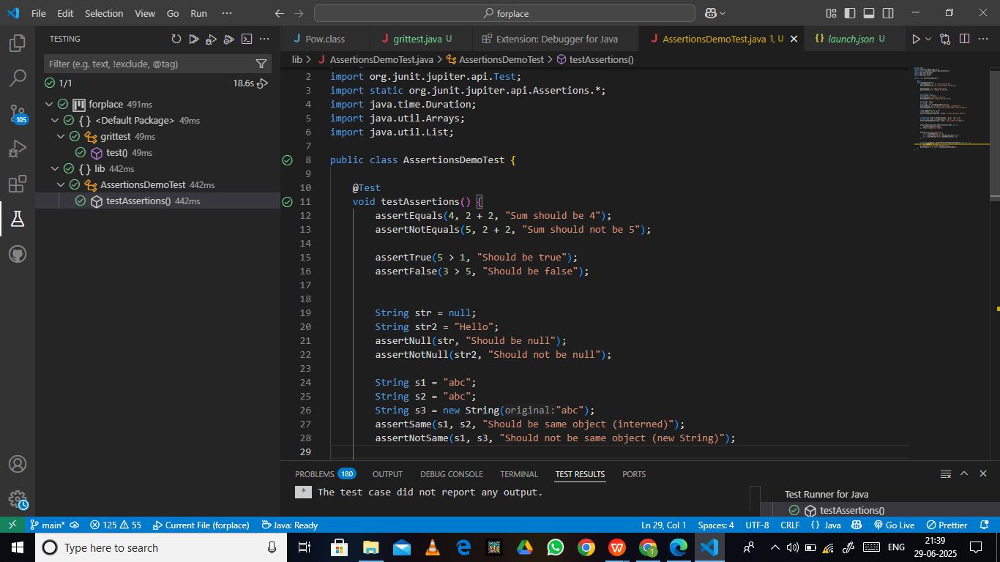 File Edit Selection View Go Run ··· forplace
TESTING
Filter (e.g. text, !exclude, @tag)
1/1 18.6s
forplace 491ms
{ } <Default Package> 49ms
grittest 49ms
test() 49ms
{ } lib 442ms
AssertionsDemoTest 442ms
testAssertions() 442ms
105
J Pow.class J grittest.java U Extension: Debugger for Java J AssertionsDemoTest.java 1, U {} launch.json U
lib > J AssertionsDemoTest.java > AssertionsDemoTest > testAssertions()
2 import org.junit.jupiter.api.Test;
3 import static org.junit.jupiter.api.Assertions.*;
4 import java.time.Duration;
5 import java.util.Arrays;
6 import java.util.List;
7
8 public class AssertionsDemoTest {
9
10 @Test
11 void testAssertions() {
12 assertEquals(4, 2 + 2, "Sum should be 4");
13 assertNotEquals(5, 2 + 2, "Sum should not be 5");
14
15 assertTrue(5 > 1, "Should be true");
16 assertFalse(3 > 5, "Should be false");
17
18
19 String str = null;
20 String str2 = "Hello";
21 assertNull(str, "Should be null");
22 assertNotNull(str2, "Should not be null");
23
24 String s1 = "abc";
25 String s2 = "abc";
26 String s3 = new String(original:"abc");
27 assertSame(s1, s2, "Should be same object (interned)");
28 assertNotSame(s1, s3, "Should not be same object (new String)");
29
PROBLEMS 180 OUTPUT DEBUG CONSOLE TERMINAL TEST RESULTS PORTS
* The test case did not report any output.
Test Runner for Java
testAssertions()
main* 125 55 Current File (forplace) Java: Ready Ln 29, Col 1 Spaces: 4 UTF-8 CRLF { } Java Go Live Prettier
Type here to search ENG 21:39
29-06-2025